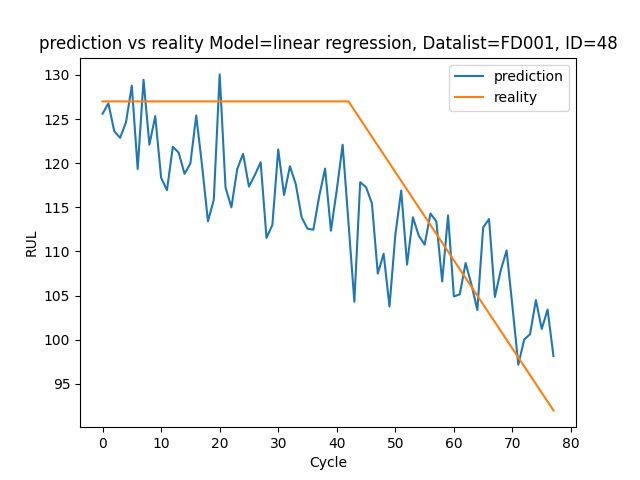 prediction vs reality Model=linear regression, Datalist=FD001, ID=48
prediction
reality
130
125
120
115
110
105
100
95
RUL
0 10 20 30 40 50 60 70 80
Cycle